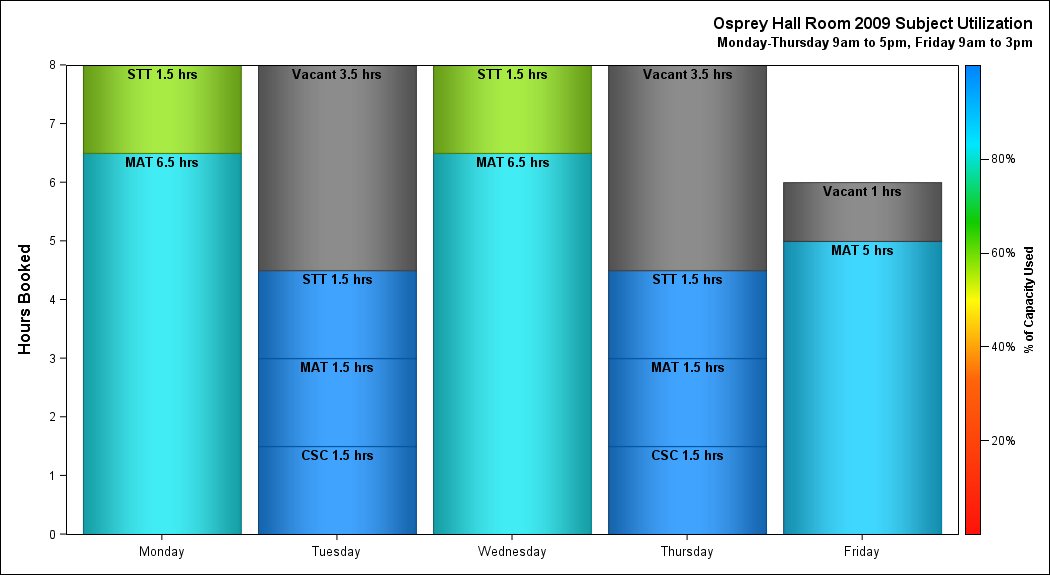 Osprey Hall Room 2009 Subject Utilization
Monday-Thursday 9am to 5pm, Friday 9am to 3pm
Hours Booked
8
7
6
5
4
3
2
1
0
STT 1.5 hrs
MAT 6.5 hrs
Vacant 3.5 hrs
STT 1.5 hrs
MAT 1.5 hrs
CSC 1.5 hrs
STT 1.5 hrs
MAT 6.5 hrs
Vacant 3.5 hrs
STT 1.5 hrs
MAT 1.5 hrs
CSC 1.5 hrs
Vacant 1 hrs
MAT 5 hrs
Monday
Tuesday
Wednesday
Thursday
Friday
80%
60%
40%
20%
% of Capacity Used